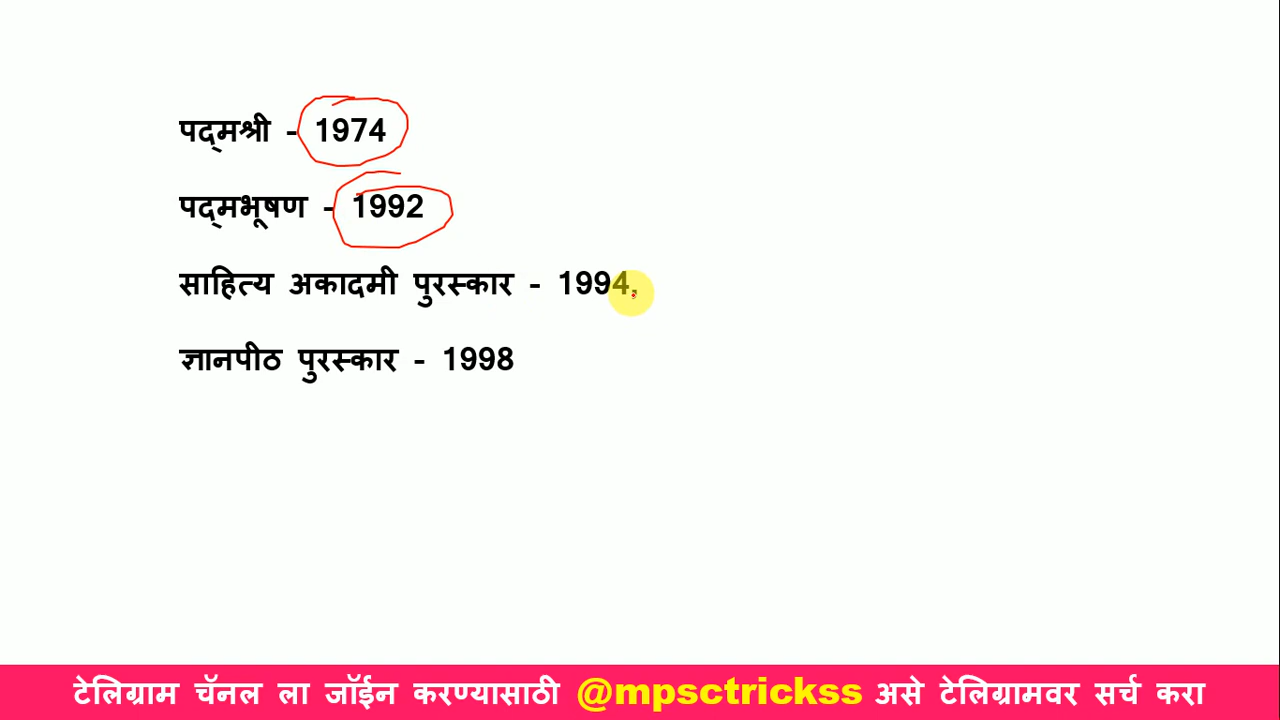 पद्मश्री - 1974
पद्मभूषण - 1992
साहित्य अकादमी पुरस्कार - 1994.
ज्ञानपीठ पुरस्कार - 1998
टेलिग्राम चॅनल ला जॉईन करण्यासाठी @mpsctrickss असे टेलिग्रामवर सर्च करा